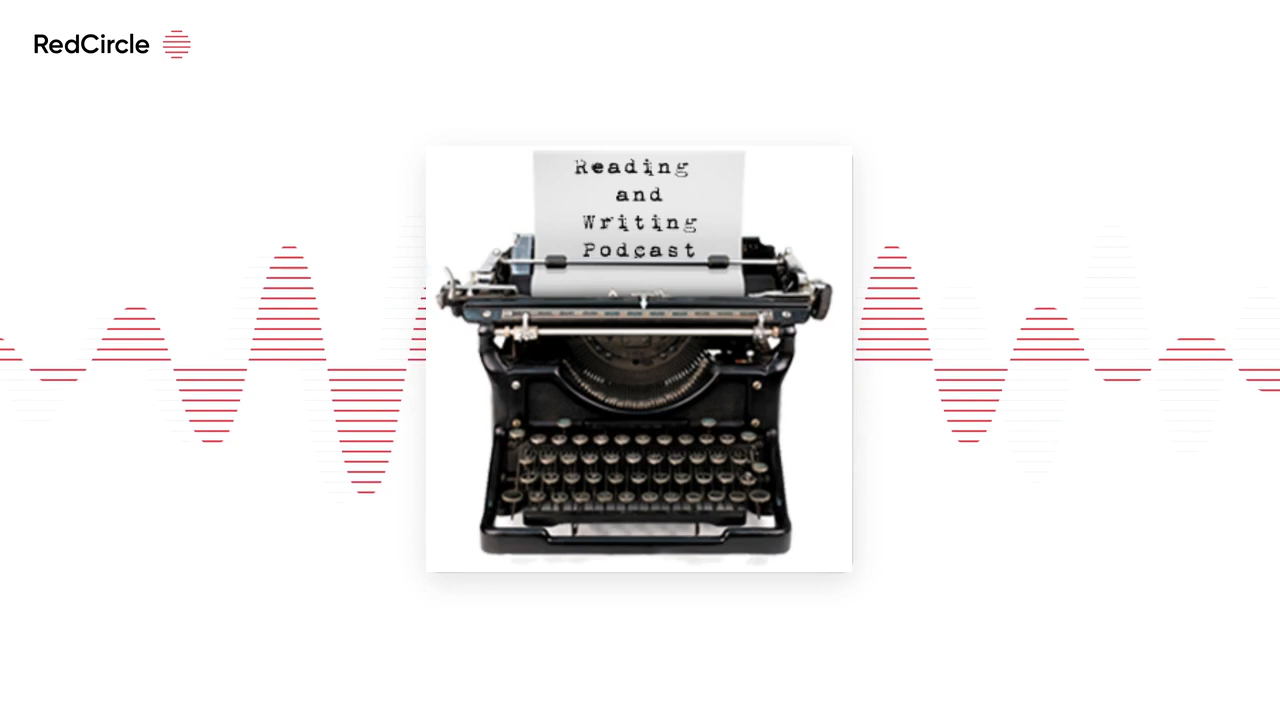 RedCircle
Reading
and
Writing
Podcast